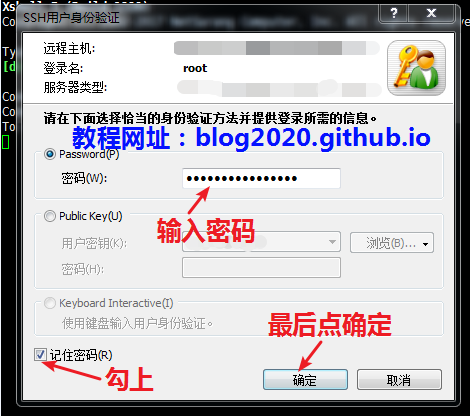 SSH用户身份验证
?
X
远程主机:
登录名:
root
服务器类型:
请在下面选择恰当的身份验证方法并提供登录所需的信息。
教程网址：blog2020.github.io
Password(P)
密码(W):
输入密码
Public Key(U)
用户密钥(K):
浏览(B)...
密码(H):
Keyboard Interactive(I)
使用键盘输入用户身份验证。
最后点确定
记住密码(R)
勾上
确定
取消